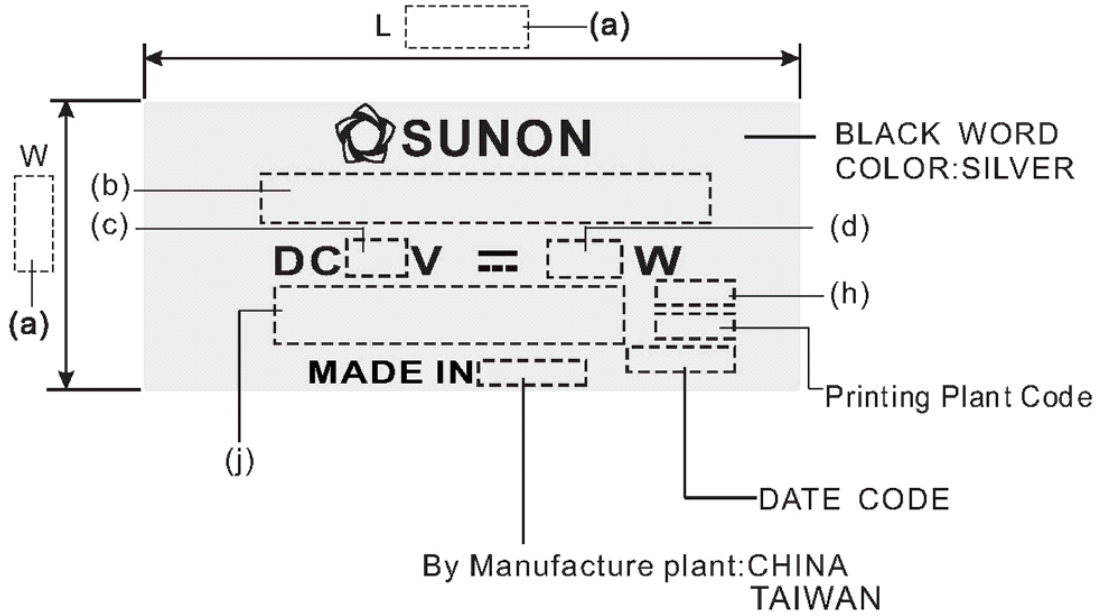 L (a)
SUNON
BLACK WORD
COLOR:SILVER
W
(b)
(c)
(d)
DC V W
(a)
(h)
MADE IN
Printing Plant Code
(j)
DATE CODE
By Manufacture plant:CHINA
TAIWAN